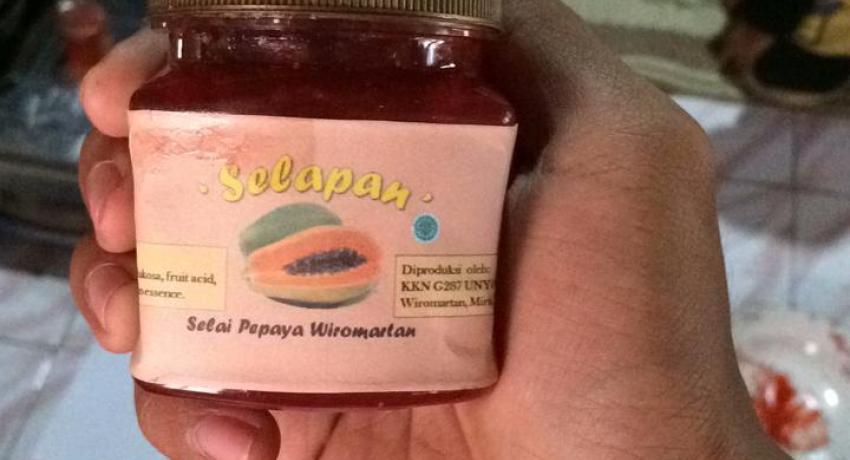 Selapan
fruit acid,
essence.
Diproduksi oleh:
KKN G287 UNY
Wiromartan,
Selai Pepaya Wiromartan